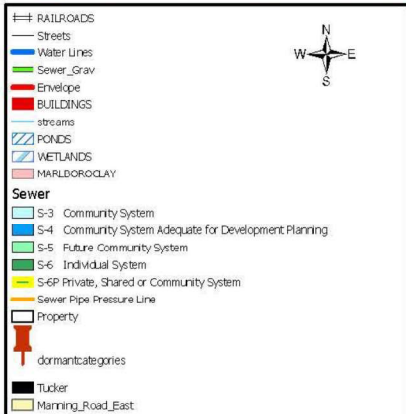 RAILROADS
Streets
Water Lines
Sewer_Grav
Envelope
BUILDINGS
streams
PONDS
WETLANDS
MARLBOROCLAY
Sewer
S-3 Community System
S-4 Community System Adequate for Development Planning
S-5 Future Community System
S-6 Individual System
S-6P Private, Shared or Community System
Sewer Pipe Pressure Line
Property
dormantcategories
Tucker
Manning_Road_East
N
W E
S